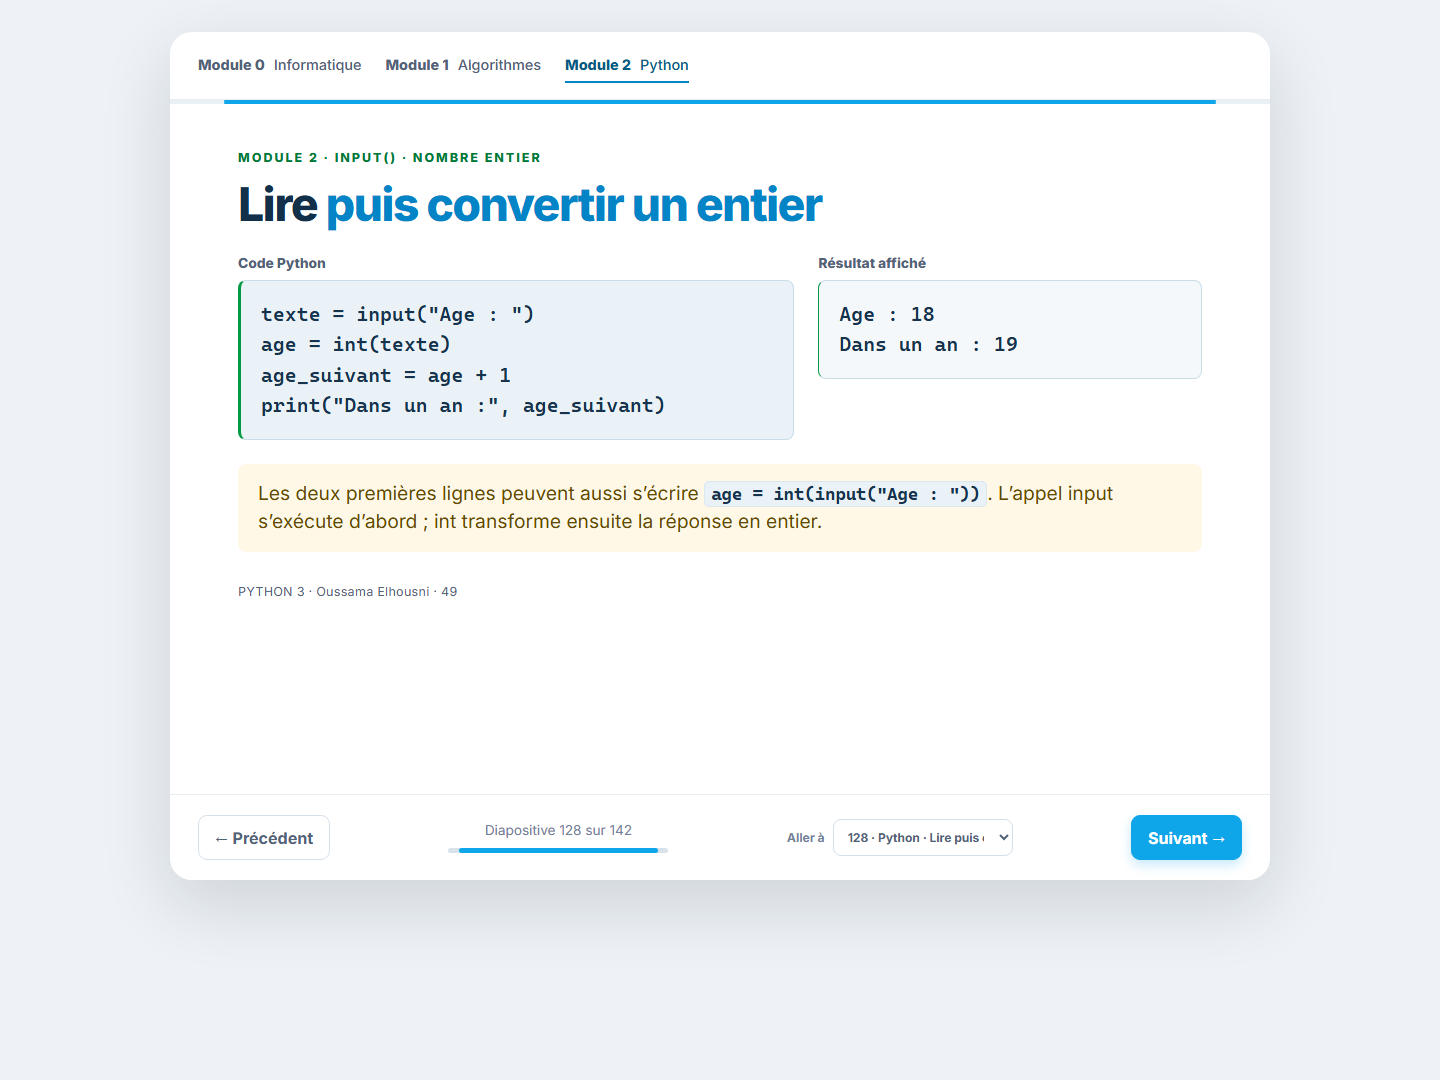 Module 0 Informatique Module 1 Algorithmes Module 2 Python
MODULE 2 · INPUT() · NOMBRE ENTIER
Lire puis convertir un entier
Code Python
texte = input("Age : ")
age = int(texte)
age_suivant = age + 1
print("Dans un an :", age_suivant)
Résultat affiché
Age : 18
Dans un an : 19
Les deux premières lignes peuvent aussi s’écrire age = int(input("Age : ")). L’appel input
s’exécute d’abord ; int transforme ensuite la réponse en entier.
PYTHON 3 · Oussama Elhousni · 49
← Précédent
Diapositive 128 sur 142
Aller à
128 · Python · Lire puis
Suivant →